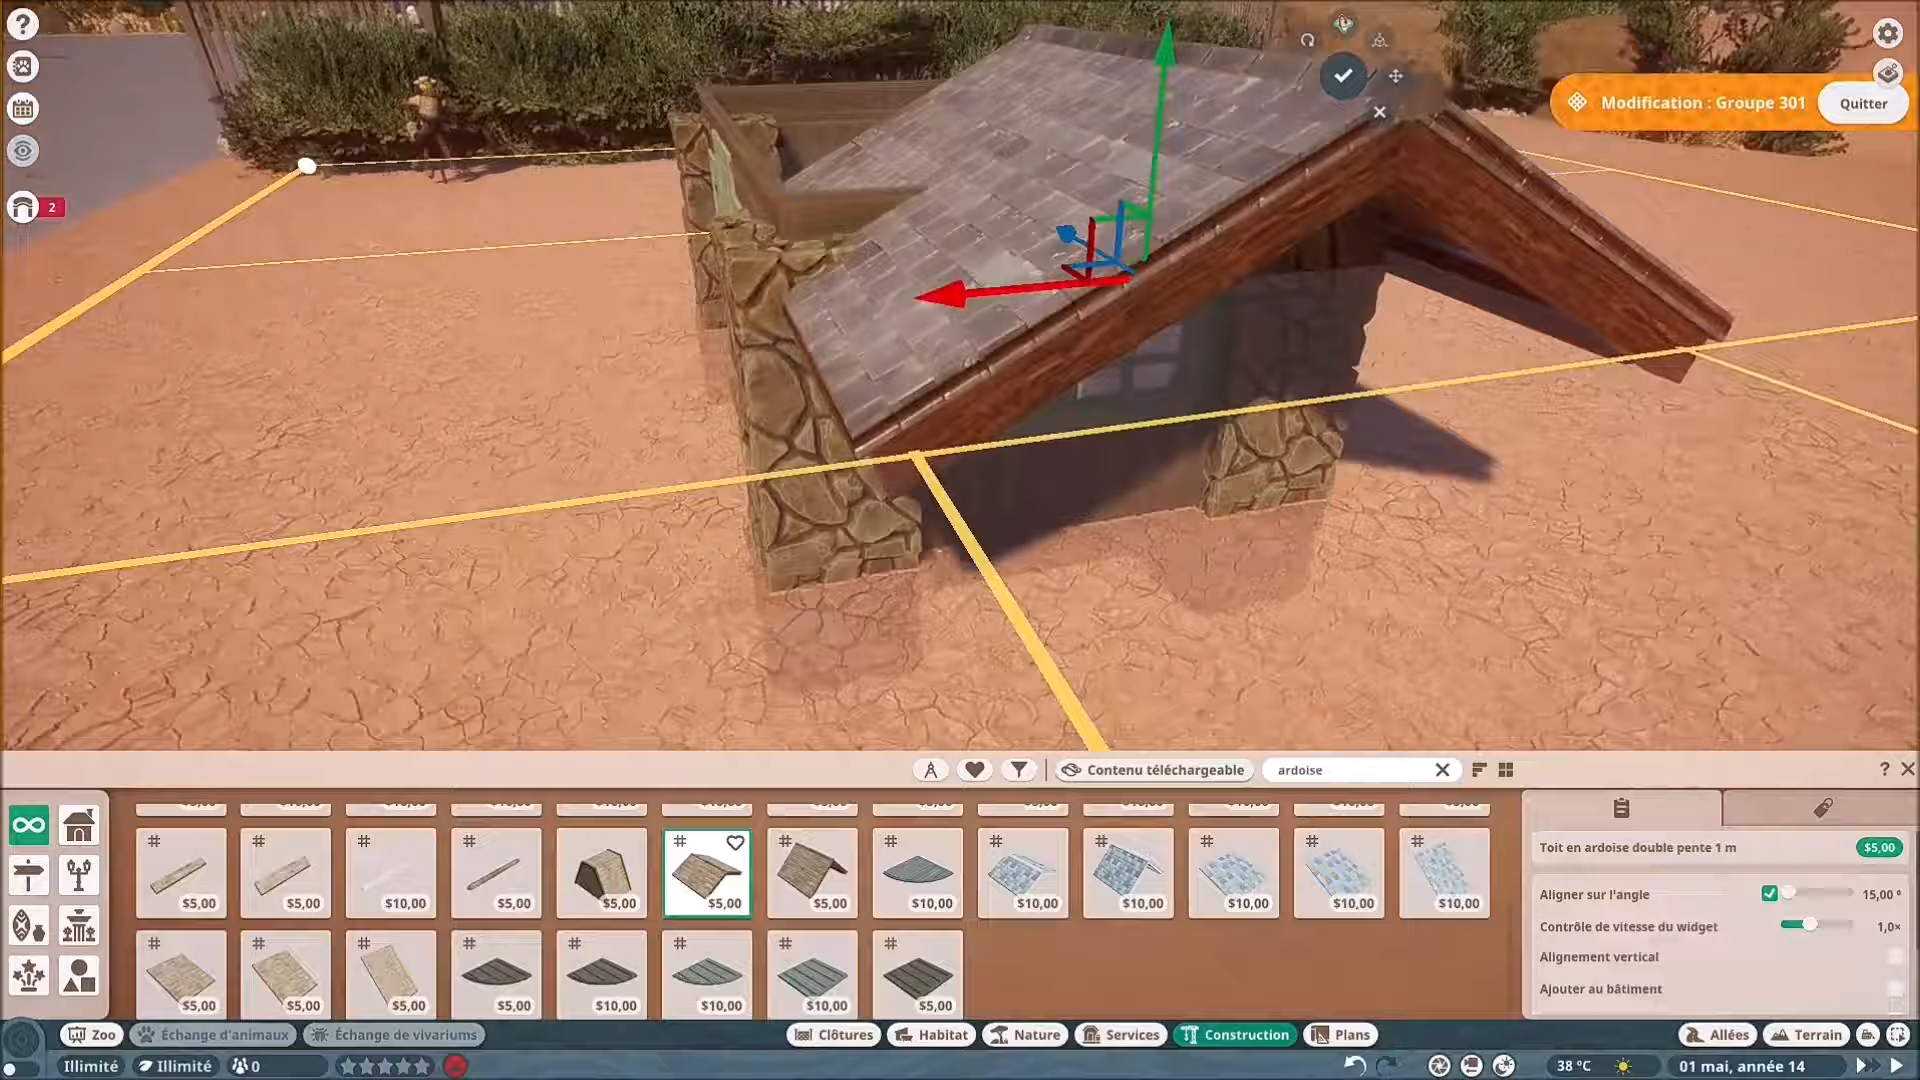 Modification : Groupe 301
Quitter
2
Contenu téléchargeable
ardoise
$5,00
$5,00
$10,00
$5,00
$5,00
$5,00
$5,00
$10,00
$10,00
$10,00
$10,00
$10,00
$10,00
$5,00
$5,00
$5,00
$5,00
$10,00
$10,00
$10,00
$5,00
Toit en ardoise double pente 1 m
$5,00
Aligner sur l'angle
15,00 °
Contrôle de vitesse du widget
1,0×
Alignement vertical
Ajouter au bâtiment
Zoo
Échange d'animaux
Échange de vivariums
Clôtures
Habitat
Nature
Services
Construction
Plans
Allées
Terrain
Illimité
Illimité
0
38 °C
01 mai, année 14